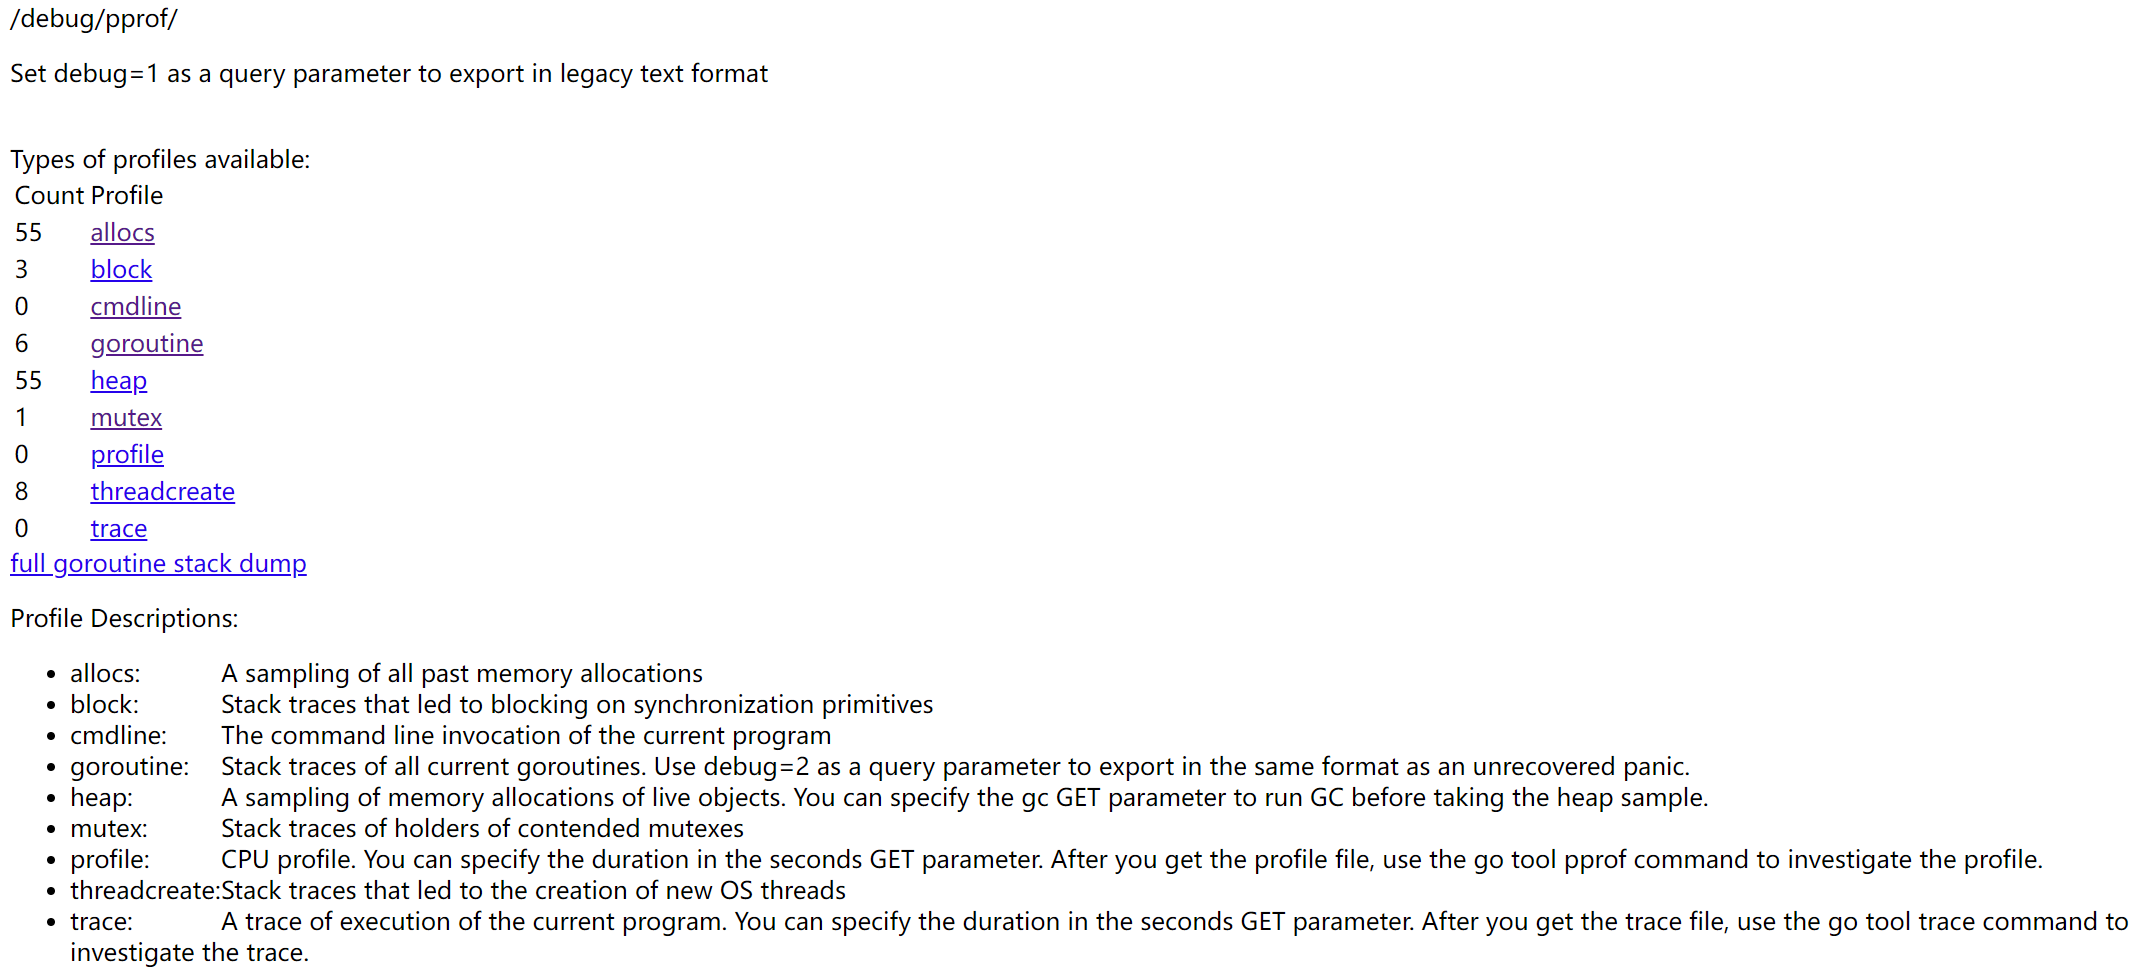 /debug/pprof/
Set debug=1 as a query parameter to export in legacy text format
Types of profiles available:
Count Profile
55 allocs
3 block
0 cmdline
6 goroutine
55 heap
1 mutex
0 profile
8 threadcreate
0 trace
full goroutine stack dump
Profile Descriptions:
• allocs: A sampling of all past memory allocations
• block: Stack traces that led to blocking on synchronization primitives
• cmdline: The command line invocation of the current program
• goroutine: Stack traces of all current goroutines. Use debug=2 as a query parameter to export in the same format as an unrecovered panic.
• heap: A sampling of memory allocations of live objects. You can specify the gc GET parameter to run GC before taking the heap sample.
• mutex: Stack traces of holders of contended mutexes
• profile: CPU profile. You can specify the duration in the seconds GET parameter. After you get the profile file, use the go tool pprof command to investigate the profile.
• threadcreate:Stack traces that led to the creation of new OS threads
• trace: A trace of execution of the current program. You can specify the duration in the seconds GET parameter. After you get the trace file, use the go tool trace command to
investigate the trace.